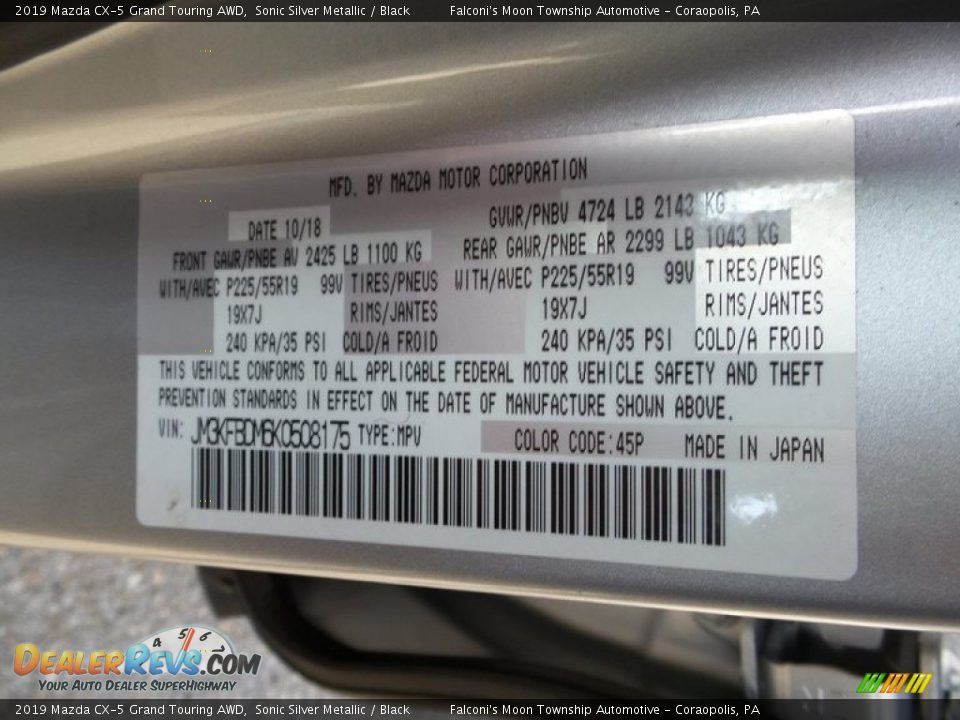 2019 Mazda CX-5 Grand Touring AWD, Sonic Silver Metallic / Black Falconi's Moon Township Automotive - Coraopolis, PA
MFD. BY MAZDA MOTOR CORPORATION
DATE 10/18 GVWR/PNBV 4724 LB 2143 KG
FRONT GAWR/PNBE AV 2425 LB 1100 KG REAR GAWR/PNBE AR 2299 LB 1043 KG
WITH/AVEC P225/55R19 99V TIRES/PNEUS WITH/AVEC P225/55R19 99V TIRES/PNEUS
19X7J RIMS/JANTES 19X7J RIMS/JANTES
240 KPA/35 PSI COLD/A FROID 240 KPA/35 PSI COLD/A FROID
THIS VEHICLE CONFORMS TO ALL APPLICABLE FEDERAL MOTOR VEHICLE SAFETY AND THEFT
PREVENTION STANDARDS IN EFFECT ON THE DATE OF MANUFACTURE SHOWN ABOVE.
VIN: JM3KFBDM6K0508175 TYPE:MPV COLOR CODE:45P MADE IN JAPAN
4 5 6
DEALERREVS.COM
YOUR AUTO DEALER SUPERHIGHWAY
2019 Mazda CX-5 Grand Touring AWD, Sonic Silver Metallic / Black Falconi's Moon Township Automotive - Coraopolis, PA